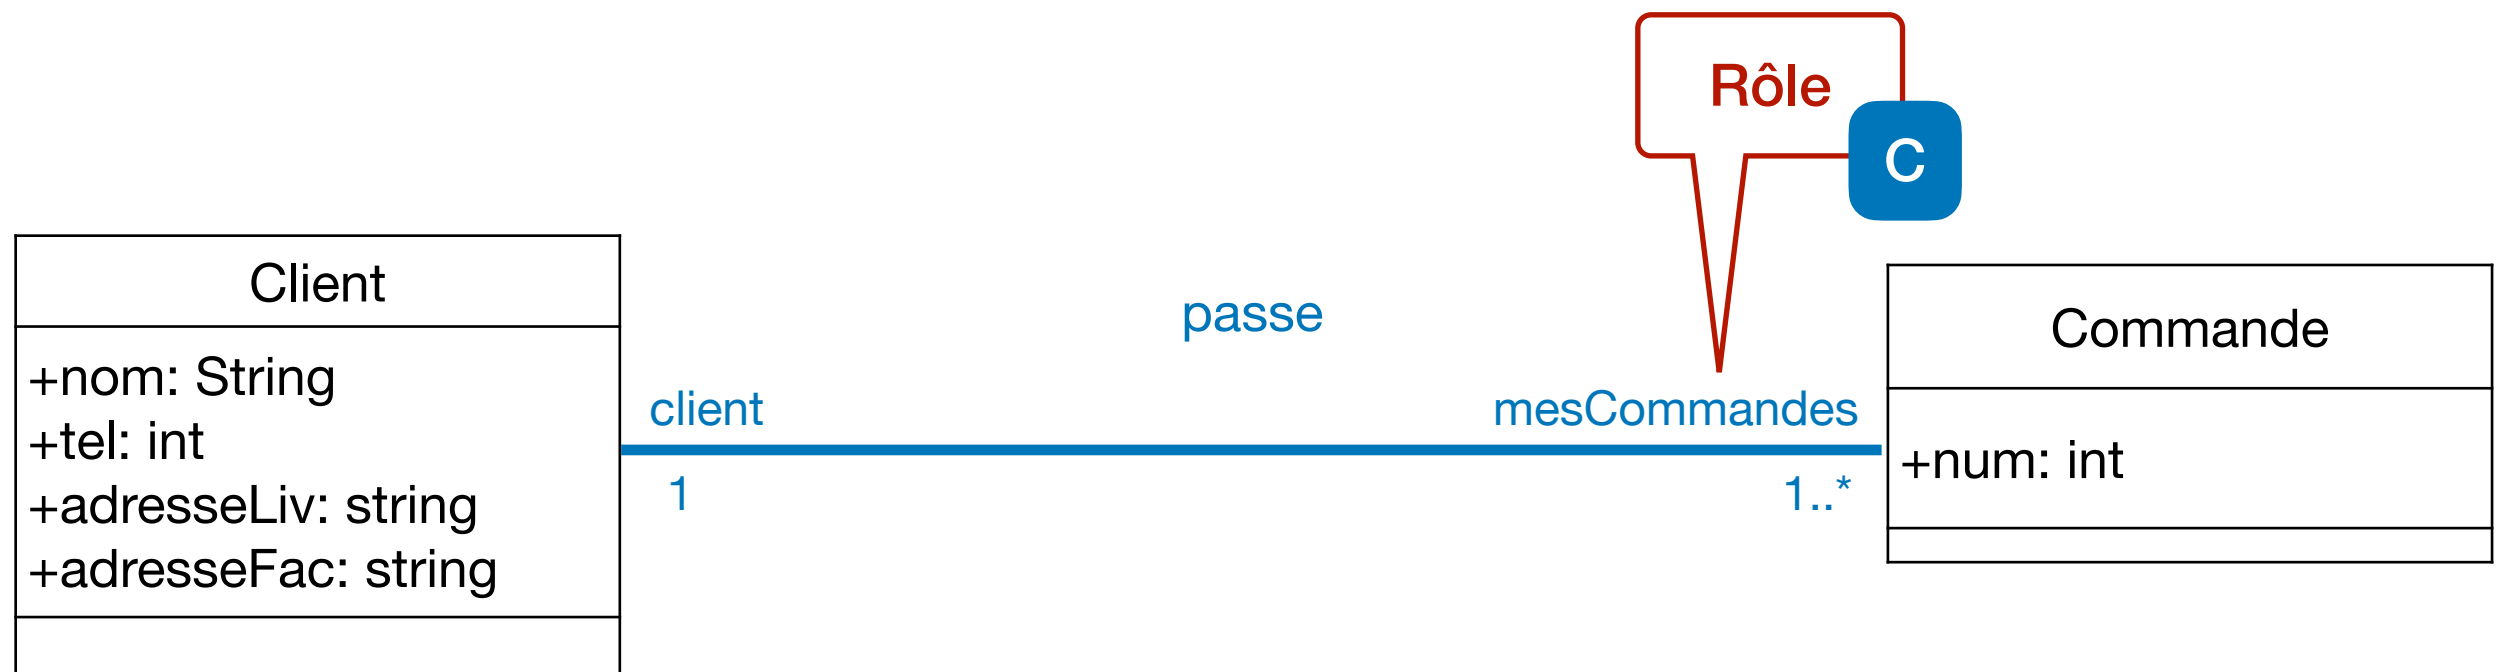 Rôle
C
Client
+nom: String
+tel: int
+adresseLiv: string
+adresseFac: string
passe
client
mesCommandes
1
1..*
Commande
+num: int